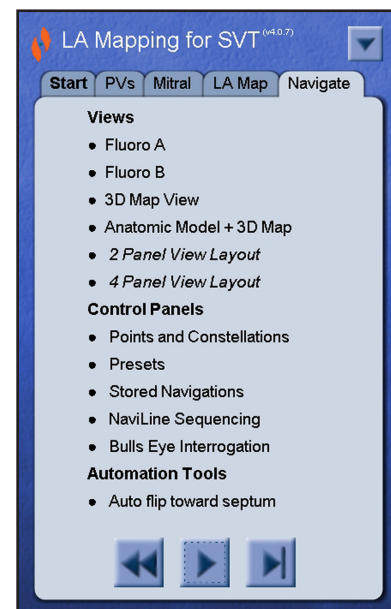 LA Mapping for SVT (v4.0.7)
Start PVs Mitral LA Map Navigate
Views
• Fluoro A
• Fluoro B
• 3D Map View
• Anatomic Model + 3D Map
• 2 Panel View Layout
• 4 Panel View Layout
Control Panels
• Points and Constellations
• Presets
• Stored Navigations
• NaviLine Sequencing
• Bulls Eye Interrogation
Automation Tools
• Auto flip toward septum